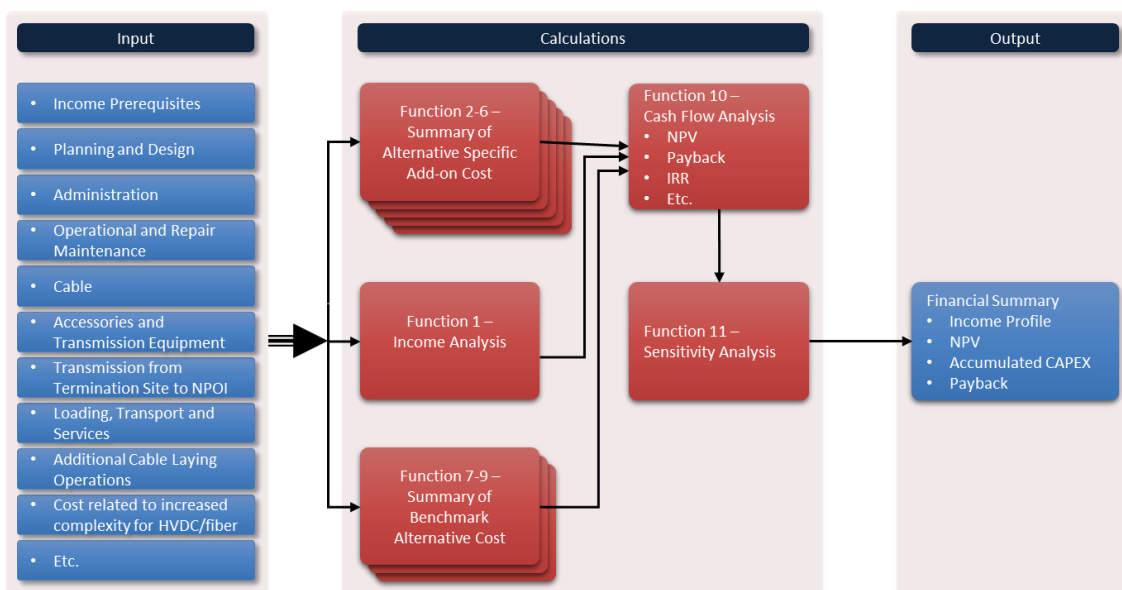 Input
• Income Prerequisites
• Planning and Design
• Administration
• Operational and Repair
Maintenance
• Cable
• Accessories and
Transmission Equipment
• Transmission from
Termination Site to NPOI
• Loading, Transport and
Services
• Additional Cable Laying
Operations
• Cost related to increased
complexity for HVDC/fiber
• Etc.
Calculations
Function 2-6 –
Summary of
Alternative Specific
Add-on Cost
Function 1 –
Income Analysis
Function 7-9 –
Summary of
Benchmark
Alternative Cost
Function 10 –
Cash Flow Analysis
• NPV
• Payback
• IRR
• Etc.
Function 11 –
Sensitivity Analysis
Output
Financial Summary
• Income Profile
• NPV
• Accumulated CAPEX
• Payback